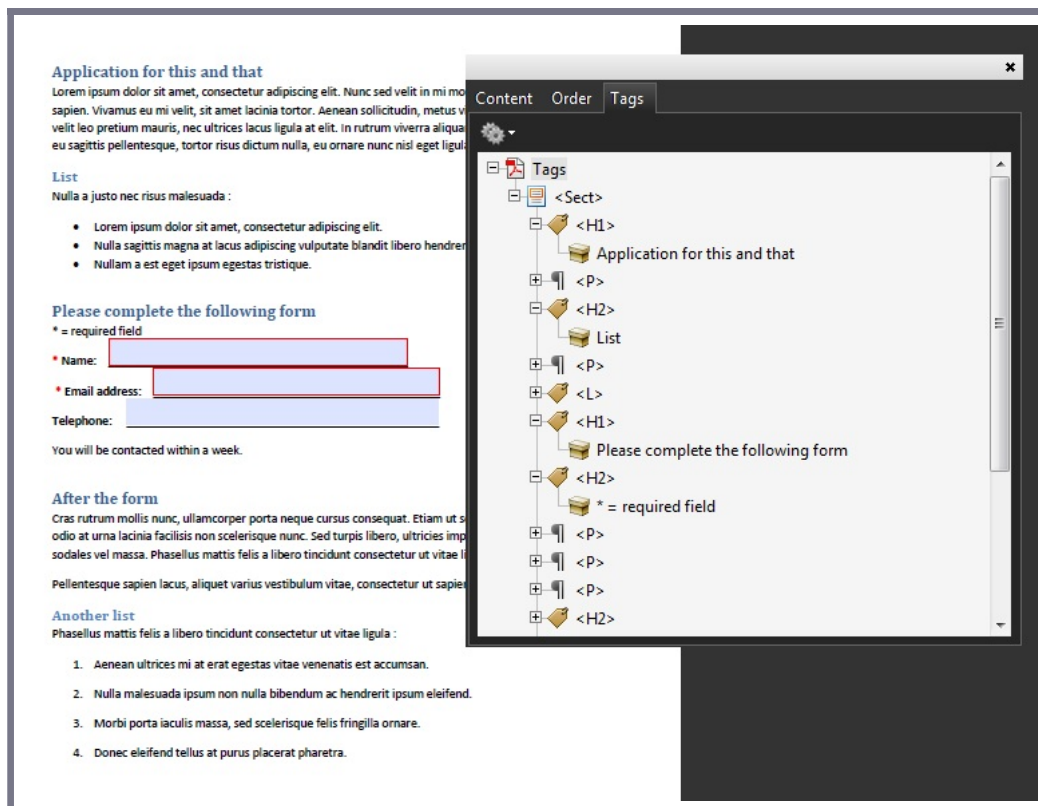 Application for this and that
Lorem ipsum dolor sit amet, consectetur adipiscing elit. Nunc sed velit in mi mo
sapien. Vivamus eu mi velit, sit amet lacinia tortor. Aenean sollicitudin, metus v
velit leo pretium mauris, nec ultrices lacus ligula at elit. In rutrum viverra aliqua
eu sagittis pellentesque, tortor risus dictum nulla, eu ornare nunc nisl eget ligul
List
Nulla a justo nec risus malesuada :
• Lorem ipsum dolor sit amet, consectetur adipiscing elit.
• Nulla sagittis magna at lacus adipiscing vulputate blandit libero hendrer
• Nullam a est eget ipsum egestas tristique.
Please complete the following form
* = required field
* Name:
* Email address:
Telephone:
You will be contacted within a week.
After the form
Cras rutrum mollis nunc, ullamcorper porta neque cursus consequat. Etiam ut s
odio at urna lacinia facilisis non scelerisque nunc. Sed turpis libero, ultricies imp
sodales vel massa. Phasellus mattis felis a libero tincidunt consectetur ut vitae li
Pellentesque sapien lacus, aliquet varius vestibulum vitae, consectetur ut sapie
Another list
Phasellus mattis felis a libero tincidunt consectetur ut vitae ligula :
1. Aenean ultrices mi at erat egestas vitae venenatis est accumsan.
2. Nulla malesuada ipsum non nulla bibendum ac hendrerit ipsum eleifend.
3. Morbi porta iaculis massa, sed scelerisque felis fringilla ornare.
4. Donec eleifend tellus at purus placerat pharetra.
Content Order Tags
Tags
<Sect>
<H1>
Application for this and that
<P>
<H2>
List
<P>
<L>
<H1>
Please complete the following form
<H2>
* = required field
<P>
<P>
<P>
<H2>